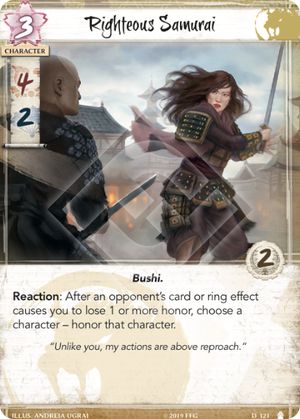 3
Righteous Samurai
CHARACTER
4
2
2
Bushi.
Reaction: After an opponent's card or ring effect
causes you to lose 1 or more honor, choose a
character – honor that character.
"Unlike you, my actions are above reproach."
ILLUS: ANDREIA UGRAI
©2019 FFG
D 121